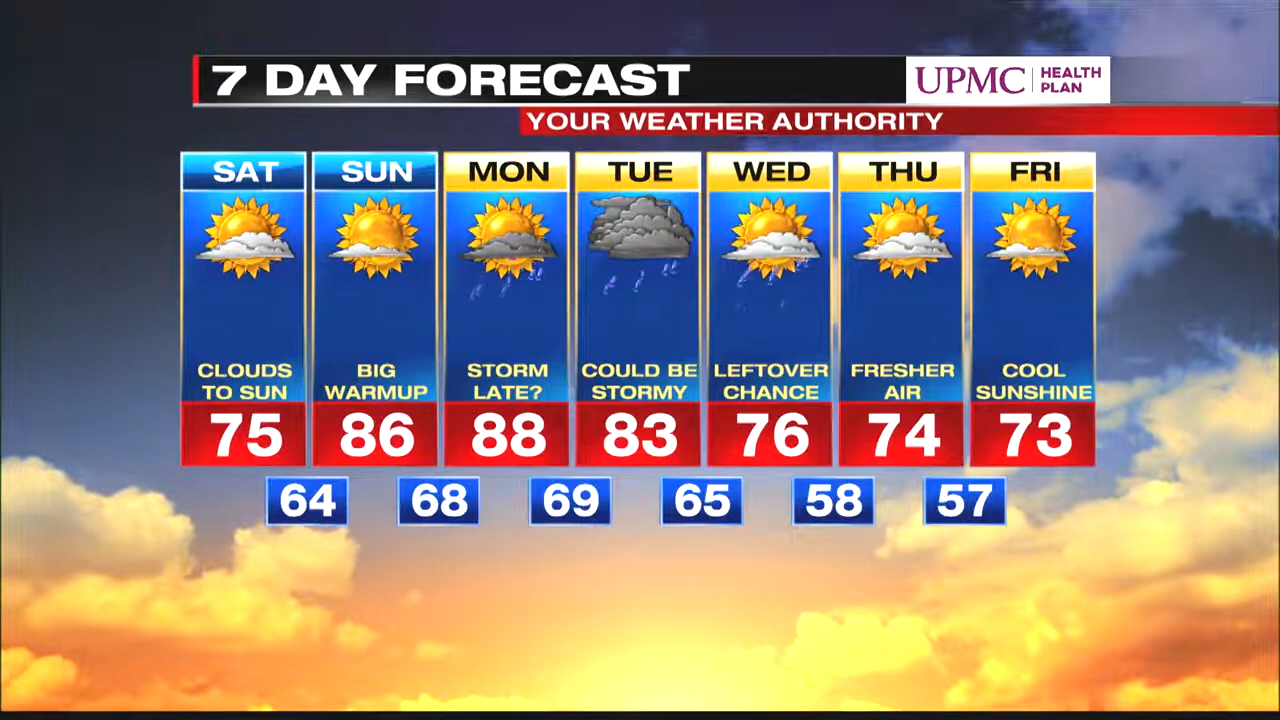 7 DAY FORECAST
UPMC
HEALTH
PLAN
YOUR WEATHER AUTHORITY
SAT
SUN
MON
TUE
WED
THU
FRI
CLOUDS
TO SUN
BIG
WARMUP
STORM
LATE?
COULD BE
STORMY
LEFTOVER
CHANCE
FRESHER
AIR
COOL
SUNSHINE
75
86
88
83
76
74
73
64
68
69
65
58
57